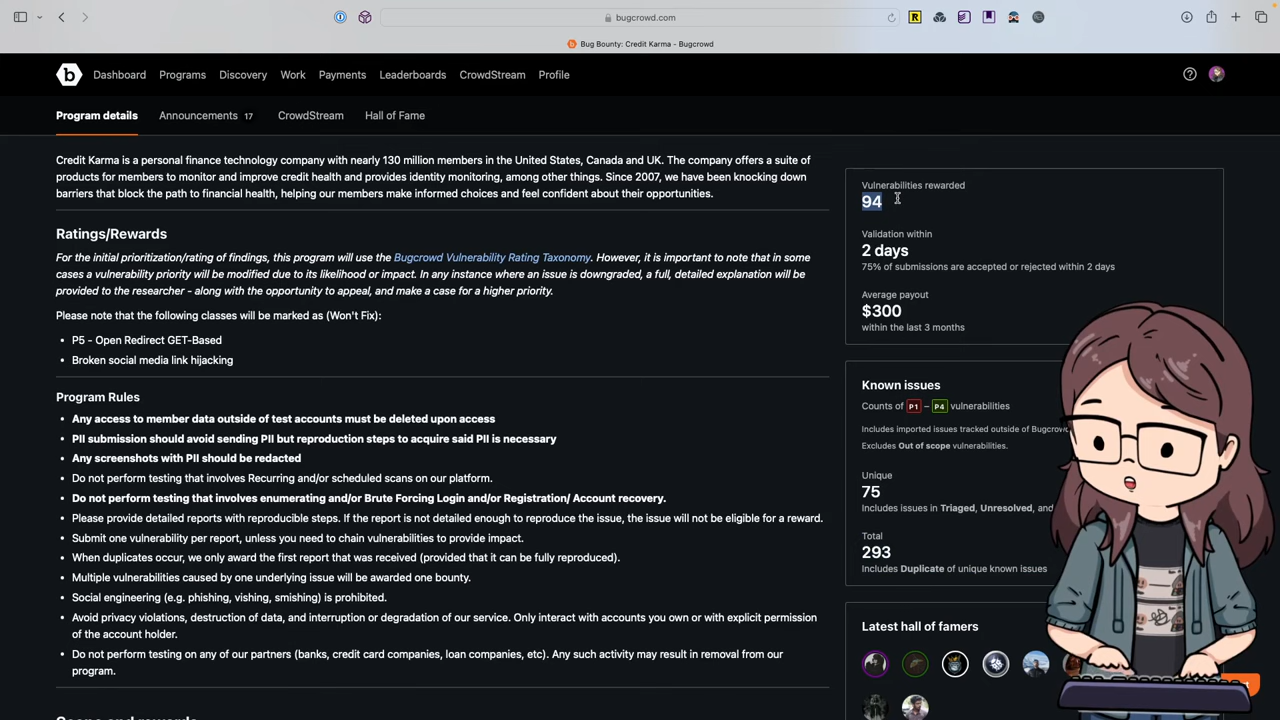 bugcrowd.com
Bug Bounty: Credit Karma - Bugcrowd
b Dashboard Programs Discovery Work Payments Leaderboards CrowdStream Profile
Program details Announcements 17 CrowdStream Hall of Fame
Credit Karma is a personal finance technology company with nearly 130 million members in the United States, Canada and UK. The company offers a suite of
products for members to monitor and improve credit health and provides identity monitoring, among other things. Since 2007, we have been knocking down
barriers that block the path to financial health, helping our members make informed choices and feel confident about their opportunities.
Ratings/Rewards
For the initial prioritization/rating of findings, this program will use the Bugcrowd Vulnerability Rating Taxonomy. However, it is important to note that in some
cases a vulnerability priority will be modified due to its likelihood or impact. In any instance where an issue is downgraded, a full, detailed explanation will be
provided to the researcher - along with the opportunity to appeal, and make a case for a higher priority.
Please note that the following classes will be marked as (Won't Fix):
• P5 - Open Redirect GET-Based
• Broken social media link hijacking
Program Rules
• Any access to member data outside of test accounts must be deleted upon access
• PII submission should avoid sending PII but reproduction steps to acquire said PII is necessary
• Any screenshots with PII should be redacted
• Do not perform testing that involves Recurring and/or scheduled scans on our platform.
• Do not perform testing that involves enumerating and/or Brute Forcing Login and/or Registration/ Account recovery.
• Please provide detailed reports with reproducible steps. If the report is not detailed enough to reproduce the issue, the issue will not be eligible for a reward.
• Submit one vulnerability per report, unless you need to chain vulnerabilities to provide impact.
• When duplicates occur, we only award the first report that was received (provided that it can be fully reproduced).
• Multiple vulnerabilities caused by one underlying issue will be awarded one bounty.
• Social engineering (e.g. phishing, vishing, smishing) is prohibited.
• Avoid privacy violations, destruction of data, and interruption or degradation of our service. Only interact with accounts you own or with explicit permission
of the account holder.
• Do not perform testing on any of our partners (banks, credit card companies, loan companies, etc). Any such activity may result in removal from our
program.
Vulnerabilities rewarded
94
Validation within
2 days
75% of submissions are accepted or rejected within 2 days
Average payout
$300
within the last 3 months
Known issues
Counts of P1 – P4 vulnerabilities
Includes imported issues tracked outside of Bugcrowd
Excludes Out of scope vulnerabilities.
Unique
75
Includes issues in Triaged, Unresolved, and
Total
293
Includes Duplicate of unique known issues
Latest hall of famers